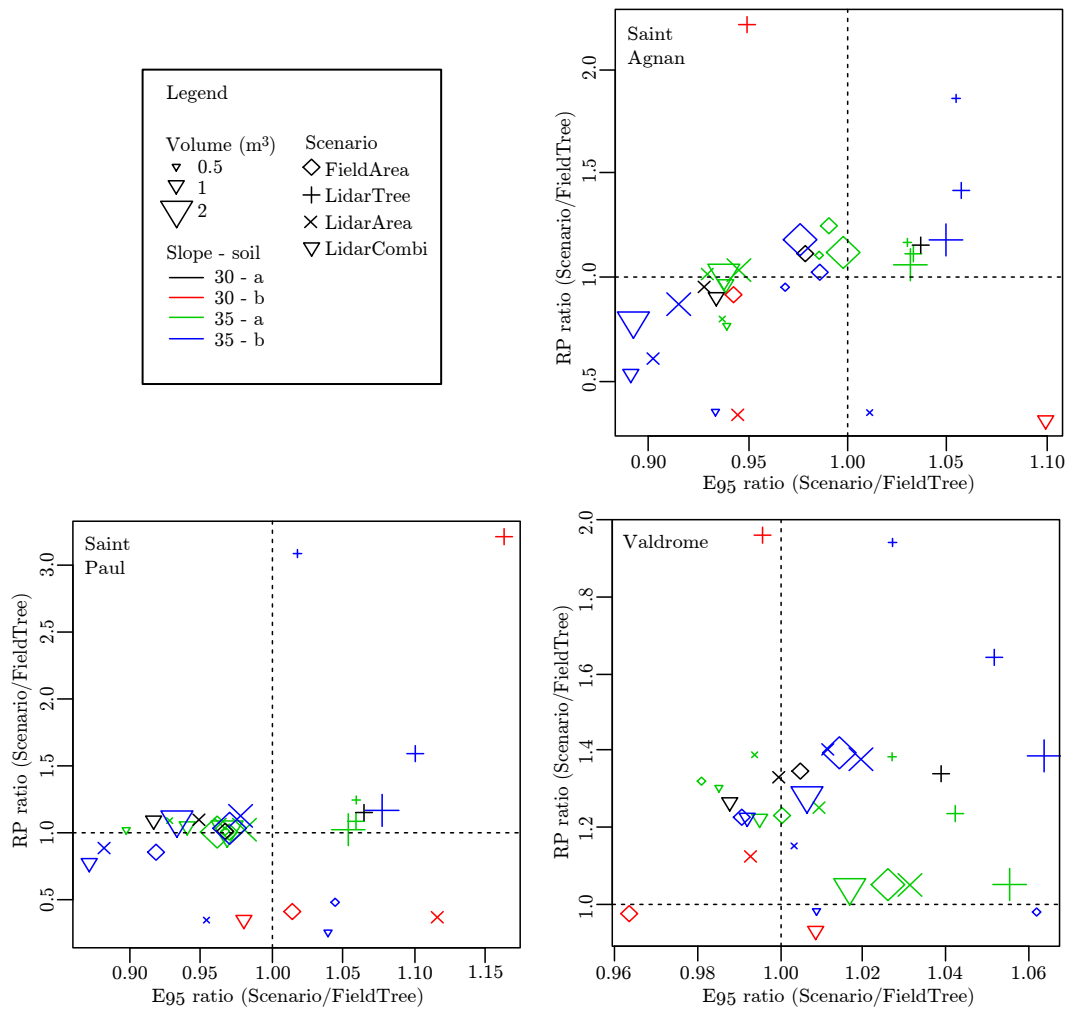 Legend
Volume (m³)
0.5
1
2
Scenario
FieldArea
LidarTree
LidarArea
LidarCombi
Slope - soil
30 - a
30 - b
35 - a
35 - b
Saint
Agnan
RP ratio (Scenario/FieldTree)
2.0
1.5
1.0
0.5
0.90 0.95 1.00 1.05 1.10
E95 ratio (Scenario/FieldTree)
Saint
Paul
RP ratio (Scenario/FieldTree)
3.0
2.5
2.0
1.5
1.0
0.5
0.90 0.95 1.00 1.05 1.10 1.15
E95 ratio (Scenario/FieldTree)
Valdrome
RP ratio (Scenario/FieldTree)
2.0
1.8
1.6
1.4
1.2
1.0
0.96 0.98 1.00 1.02 1.04 1.06
E95 ratio (Scenario/FieldTree)